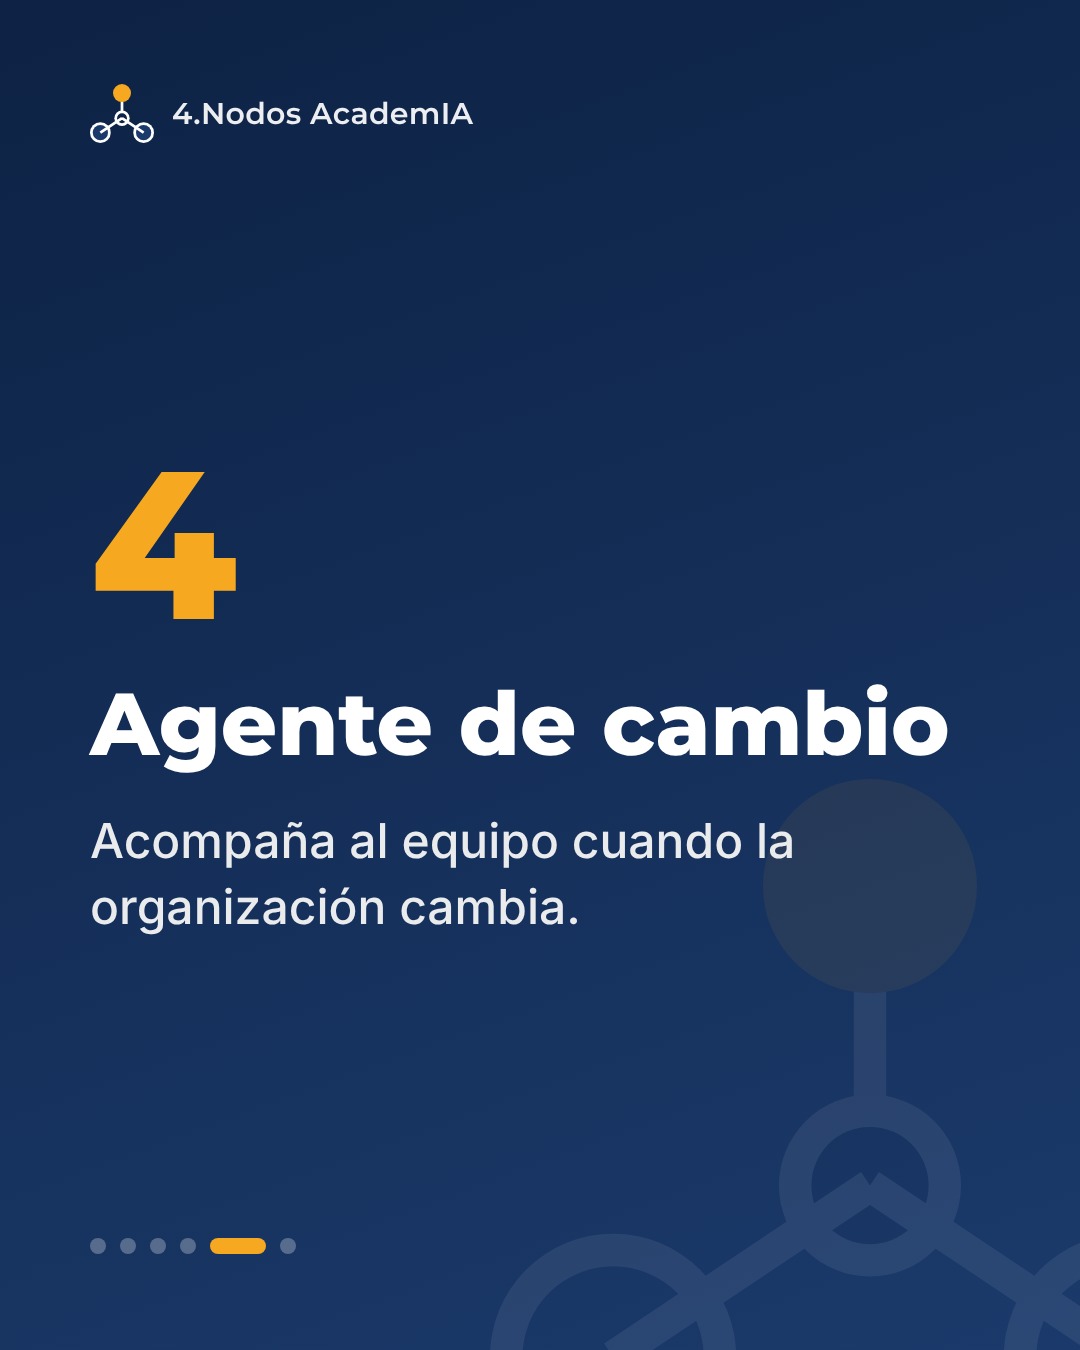 4.Nodos AcademIA
4
Agente de cambio
Acompaña al equipo cuando la
organización cambia.